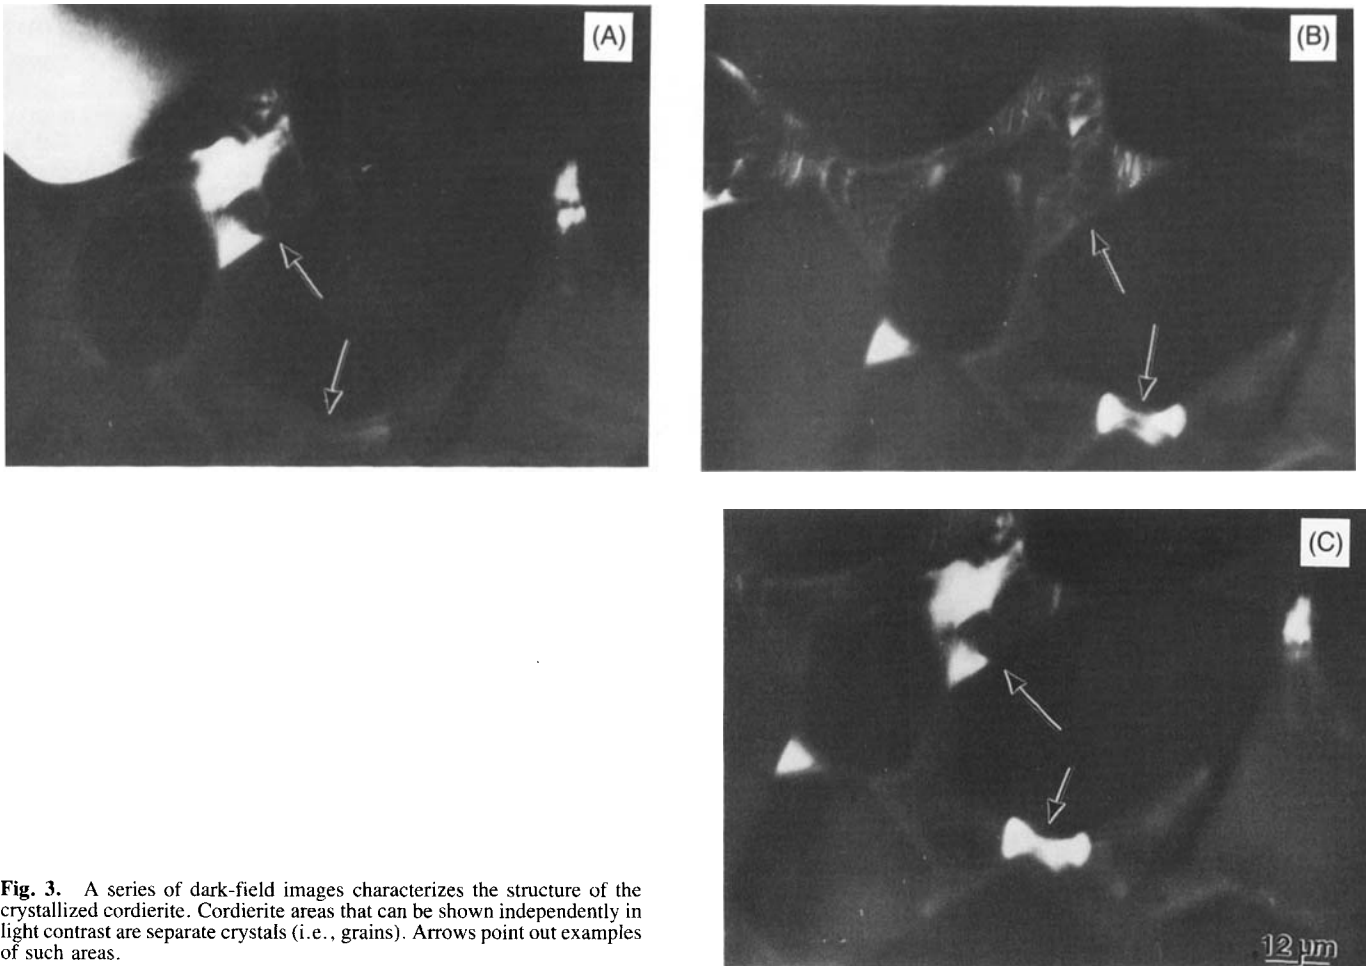 (A)
(B)
(C)
12 μm
Fig. 3. A series of dark-field images characterizes the structure of the
crystallized cordierite. Cordierite areas that can be shown independently in
light contrast are separate crystals (i.e., grains). Arrows point out examples
of such areas.